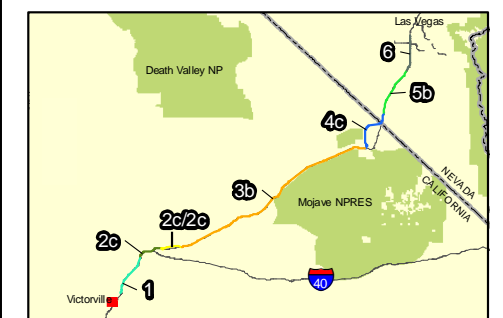 Las Vegas
6
Death Valley NP
5b
4c
NEVADA
CALIFORNIA
3b
Mojave NPRES
2c/2c
2c
40
1
Victorville